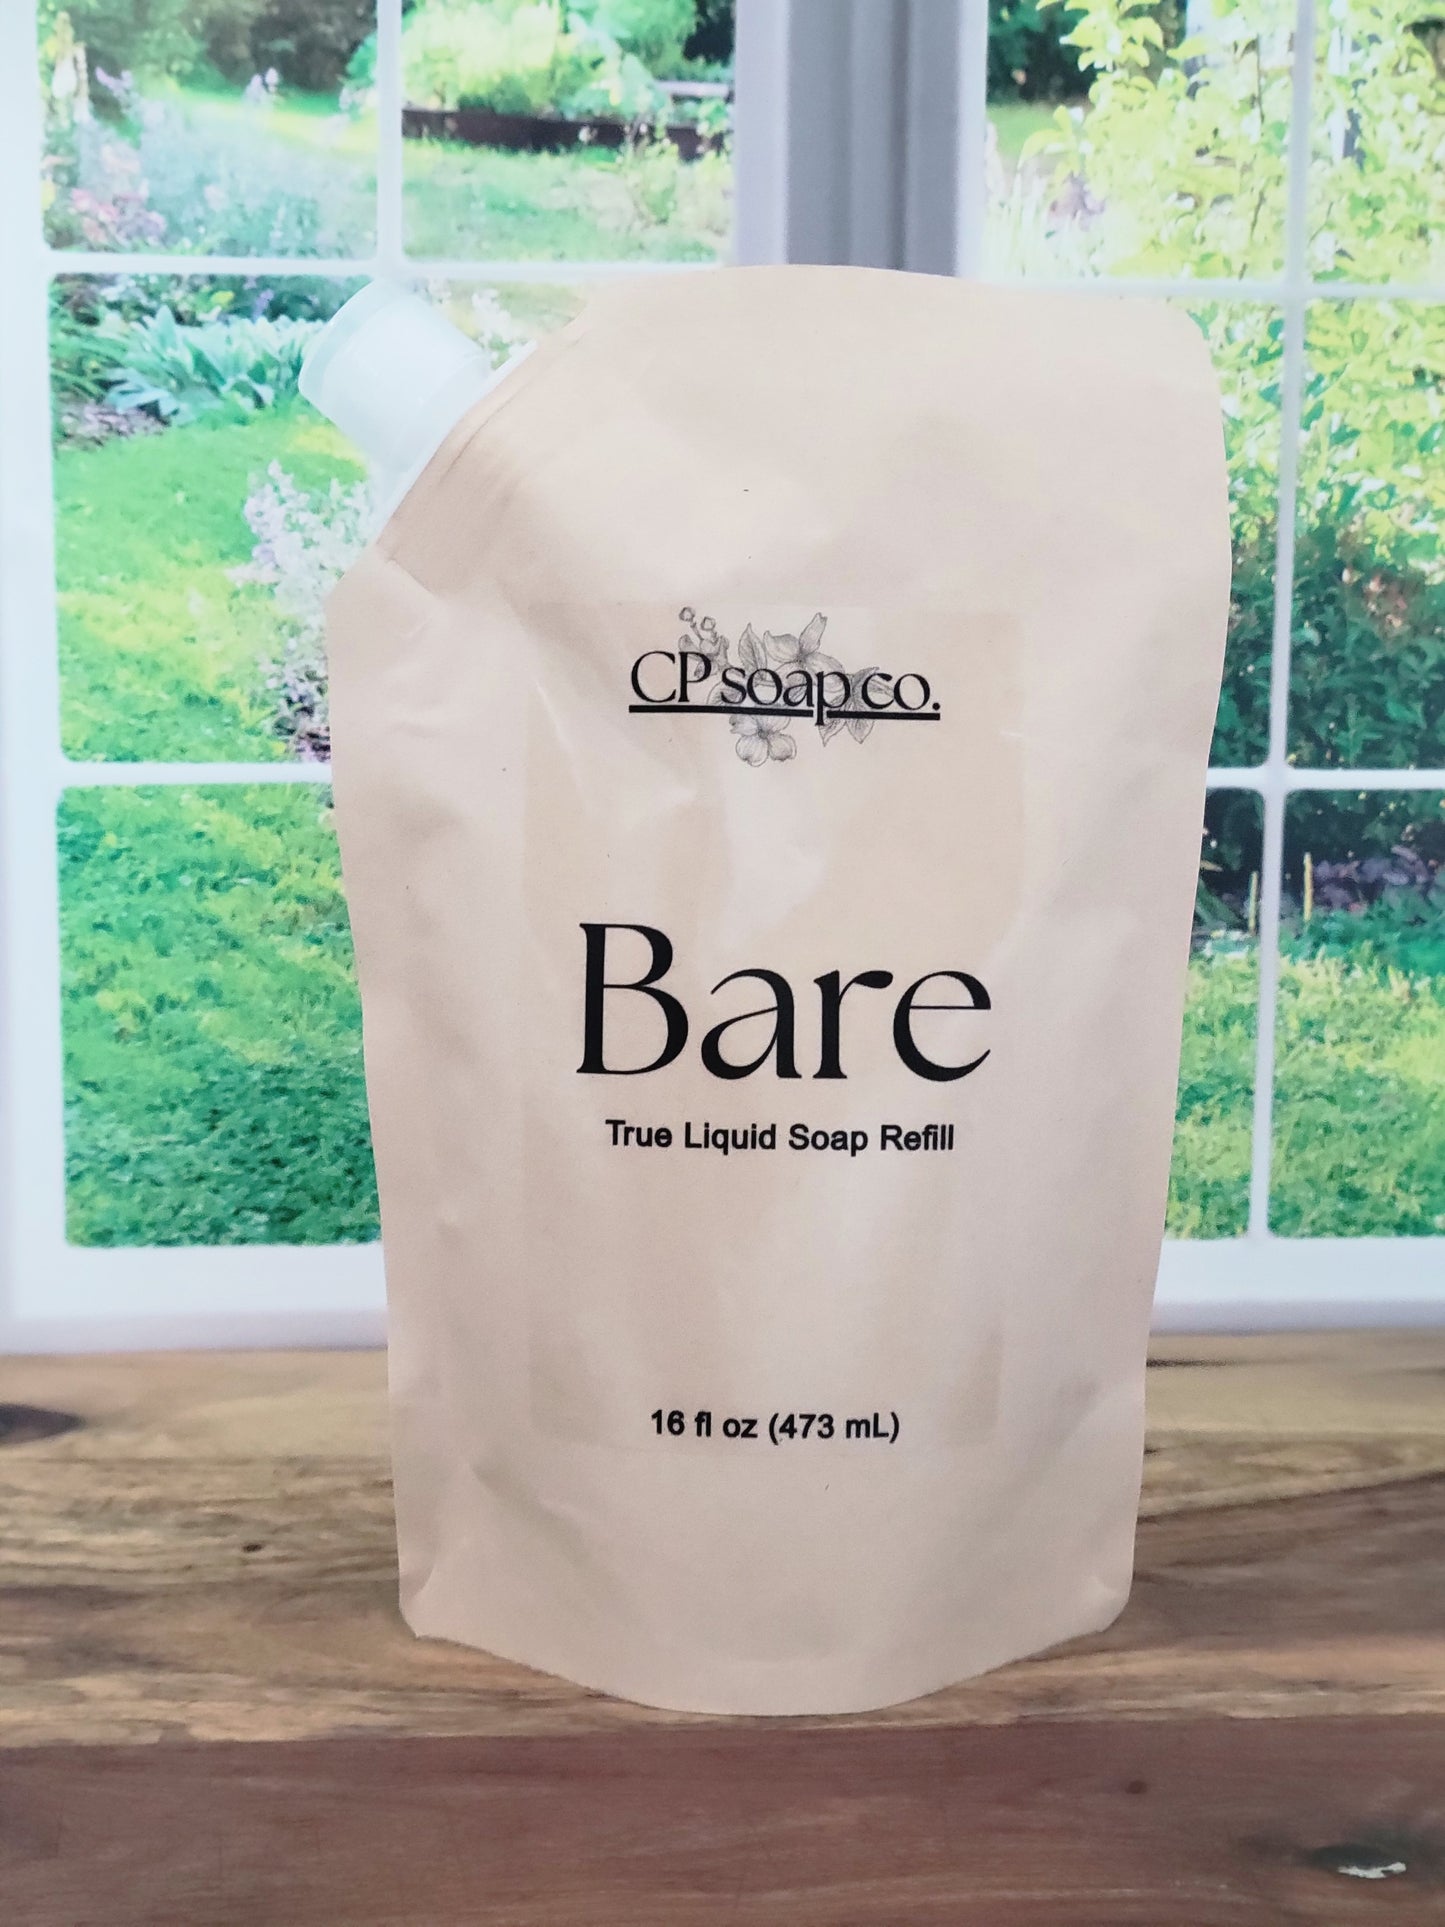 CP soap co.
Bare
True Liquid Soap Refill
16 fl oz (473 mL)